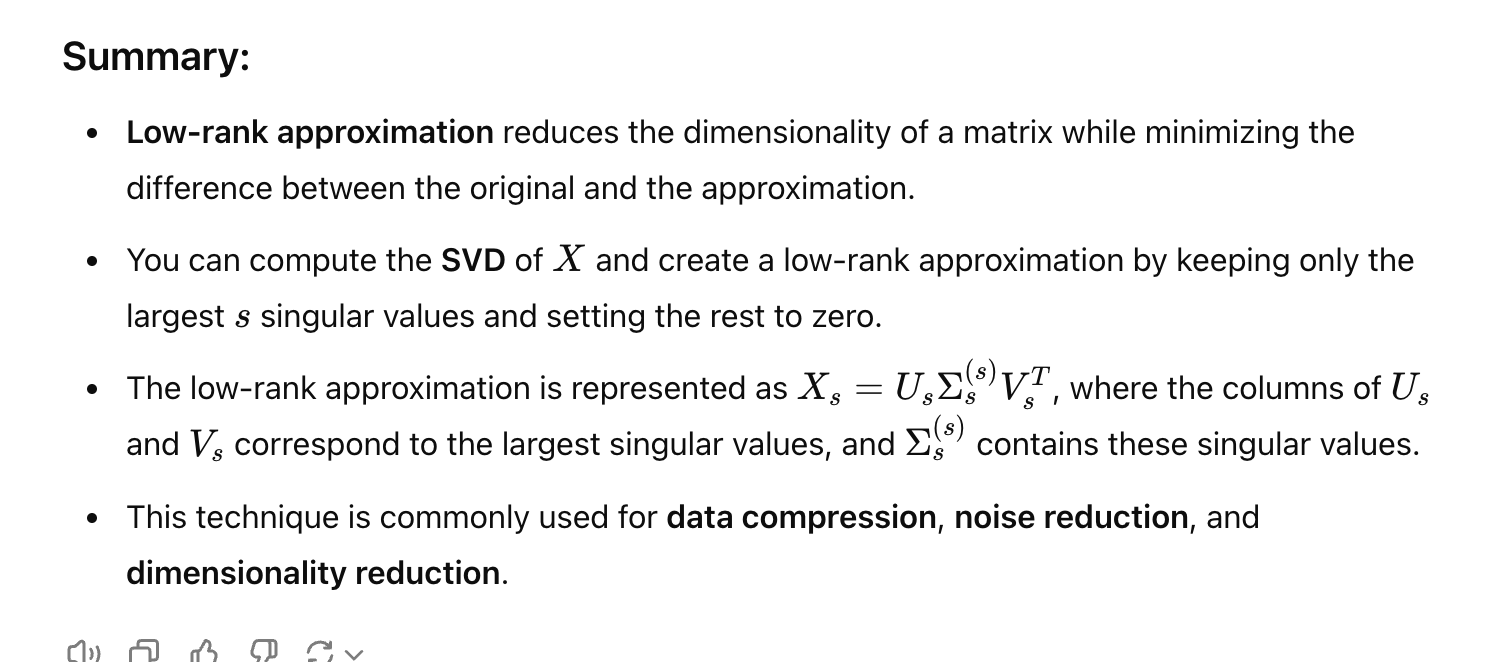 Summary:
• Low-rank approximation reduces the dimensionality of a matrix while minimizing the
difference between the original and the approximation.
• You can compute the SVD of X and create a low-rank approximation by keeping only the
largest s singular values and setting the rest to zero.
• The low-rank approximation is represented as X_s = U_s Σ_s^{(s)} V_s^T, where the columns of U_s
and V_s correspond to the largest singular values, and Σ_s^{(s)} contains these singular values.
• This technique is commonly used for data compression, noise reduction, and
dimensionality reduction.